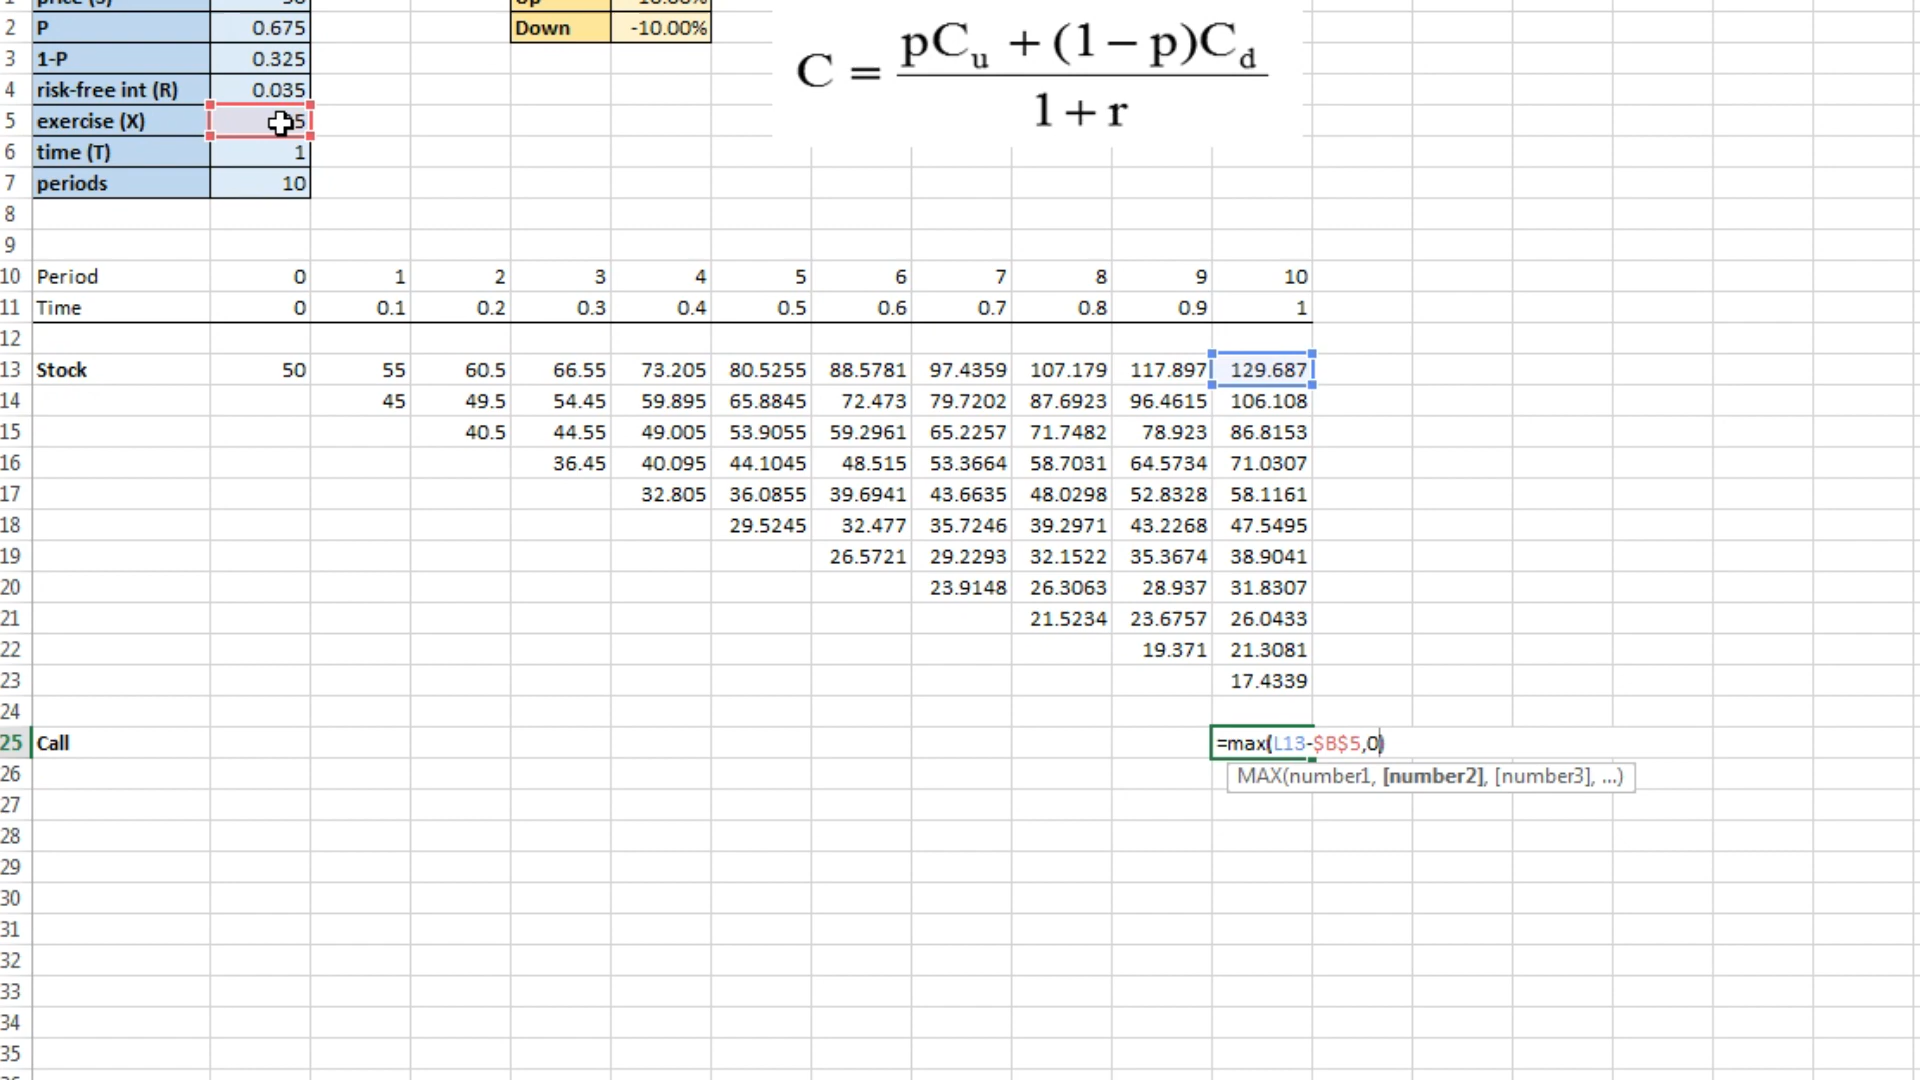 1 price (S) 50 Up 10.00%
2 P 0.675 Down -10.00%
3 1-P 0.325
4 risk-free int (R) 0.035
5 exercise (X) 5
6 time (T) 1
7 periods 10
C = pCu + (1 − p)Cd
1 + r
8
9
10 Period 0 1 2 3 4 5 6 7 8 9 10
11 Time 0 0.1 0.2 0.3 0.4 0.5 0.6 0.7 0.8 0.9 1
12
13 Stock 50 55 60.5 66.55 73.205 80.5255 88.5781 97.4359 107.179 117.897 129.687
14 45 49.5 54.45 59.895 65.8845 72.473 79.7202 87.6923 96.4615 106.108
15 40.5 44.55 49.005 53.9055 59.2961 65.2257 71.7482 78.923 86.8153
16 36.45 40.095 44.1045 48.515 53.3664 58.7031 64.5734 71.0307
17 32.805 36.0855 39.6941 43.6635 48.0298 52.8328 58.1161
18 29.5245 32.477 35.7246 39.2971 43.2268 47.5495
19 26.5721 29.2293 32.1522 35.3674 38.9041
20 23.9148 26.3063 28.937 31.8307
21 21.5234 23.6757 26.0433
22 19.371 21.3081
23 17.4339
24
25 Call =max(L13-$B$5,0)
26 MAX(number1, [number2], [number3], ...)
27
28
29
30
31
32
33
34
35